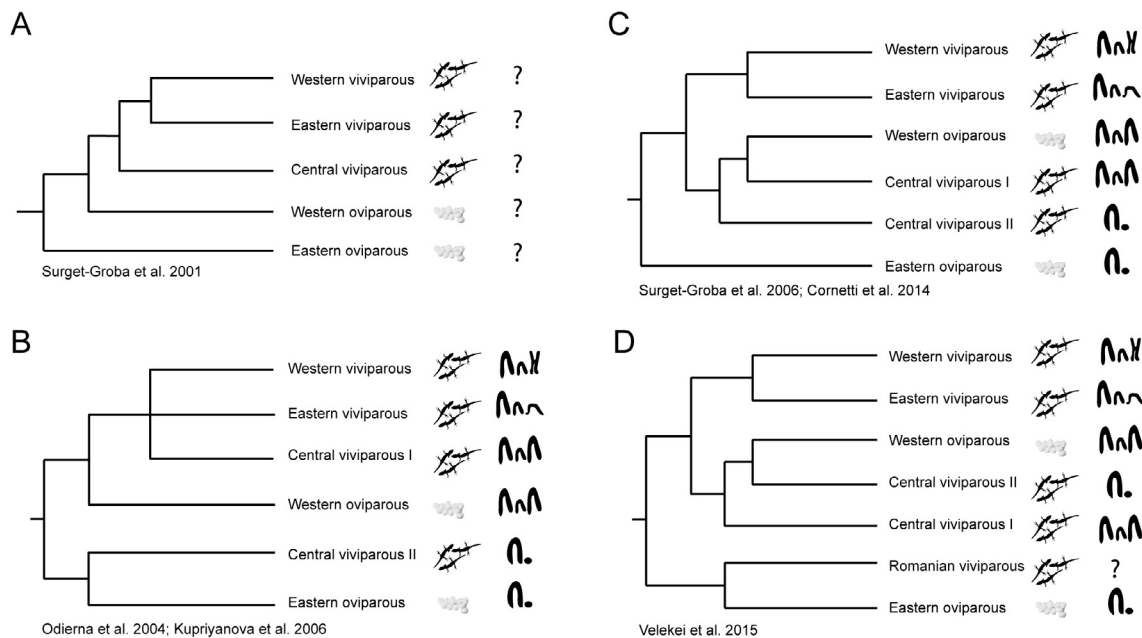 A
Western viviparous ?
Eastern viviparous ?
Central viviparous ?
Western oviparous ?
Eastern oviparous ?
Surget-Groba et al. 2001
B
Western viviparous
Eastern viviparous
Central viviparous I
Western oviparous
Central viviparous II
Eastern oviparous
Odierna et al. 2004; Kupriyanova et al. 2006
C
Western viviparous
Eastern viviparous
Western oviparous
Central viviparous I
Central viviparous II
Eastern oviparous
Surget-Groba et al. 2006; Cornetti et al. 2014
D
Western viviparous
Eastern viviparous
Western oviparous
Central viviparous II
Central viviparous I
Romanian viviparous ?
Eastern oviparous
Velekei et al. 2015